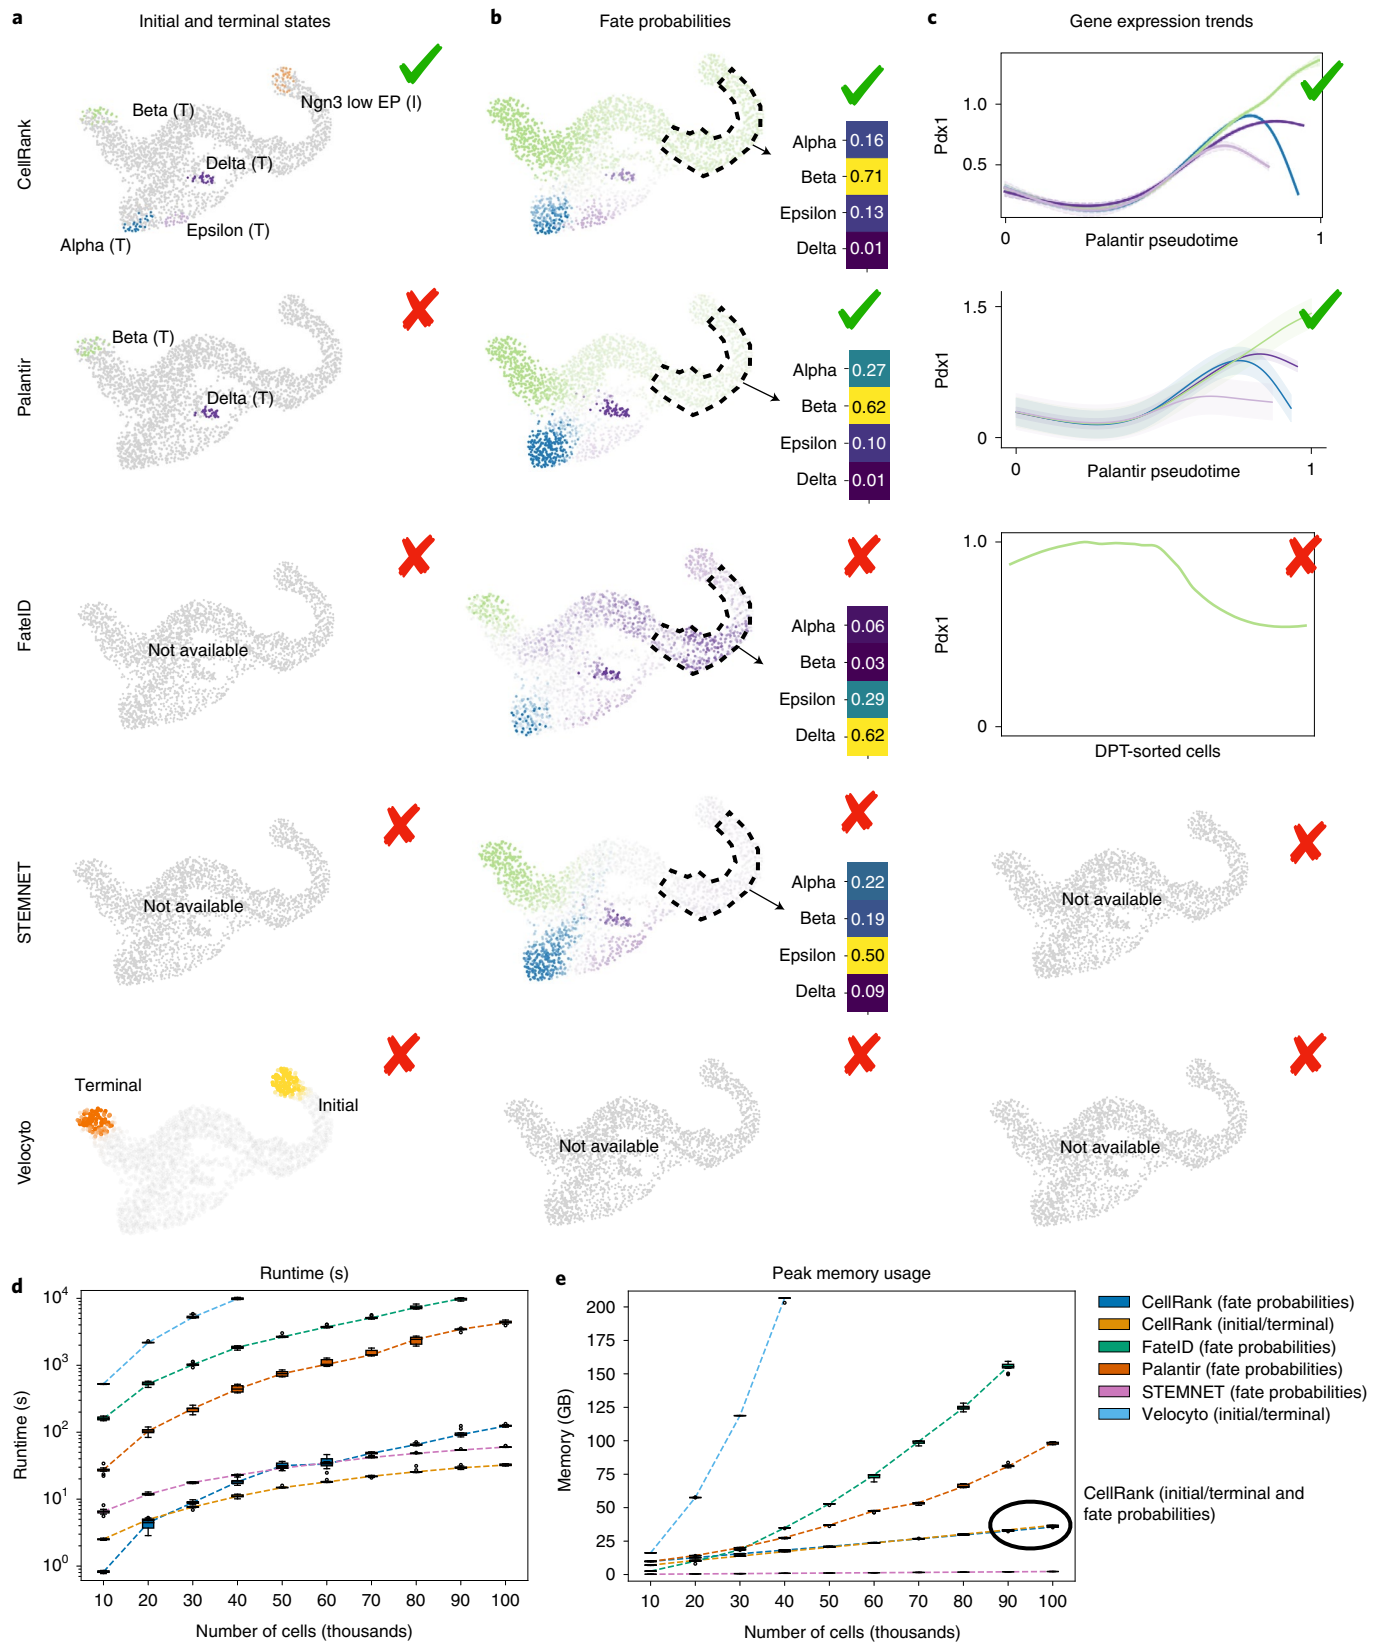 a
Initial and terminal states
b
Fate probabilities
c
Gene expression trends
CellRank
Beta (T)
Ngn3 low EP (I)
Delta (T)
Epsilon (T)
Alpha (T)
Alpha 0.16
Beta 0.71
Epsilon 0.13
Delta 0.01
Pdx1
1.0
0.5
0
1
Palantir pseudotime
Palantir
Beta (T)
Delta (T)
Alpha 0.27
Beta 0.62
Epsilon 0.10
Delta 0.01
Pdx1
1.5
0
0
1
Palantir pseudotime
FateID
Not available
Alpha 0.06
Beta 0.03
Epsilon 0.29
Delta 0.62
Pdx1
1.0
0
DPT-sorted cells
STEMNET
Not available
Alpha 0.22
Beta 0.19
Epsilon 0.50
Delta 0.09
Not available
Velocyto
Terminal
Initial
Not available
Not available
d
Runtime (s)
Runtime (s)
10⁴
10³
10²
10¹
10⁰
10 20 30 40 50 60 70 80 90 100
Number of cells (thousands)
e
Peak memory usage
Memory (GB)
200
175
150
125
100
75
50
25
0
10 20 30 40 50 60 70 80 90 100
Number of cells (thousands)
CellRank (fate probabilities)
CellRank (initial/terminal)
FateID (fate probabilities)
Palantir (fate probabilities)
STEMNET (fate probabilities)
Velocyto (initial/terminal)
CellRank (initial/terminal and
fate probabilities)